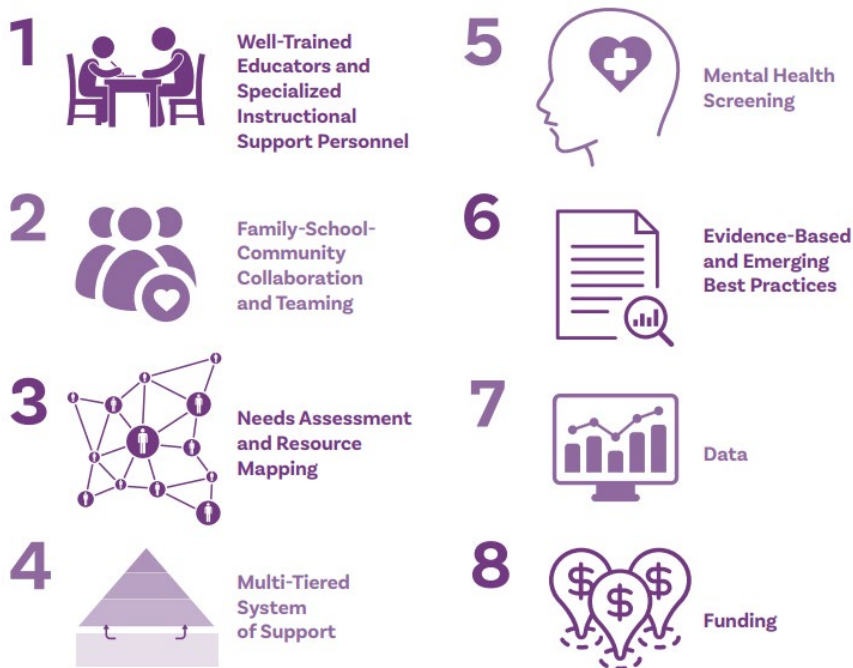 1
Well-Trained
Educators and
Specialized
Instructional
Support Personnel
2
Family-School-
Community
Collaboration
and Teaming
3
Needs Assessment
and Resource
Mapping
4
Multi-Tiered
System
of Support
5
Mental Health
Screening
6
Evidence-Based
and Emerging
Best Practices
7
Data
8
$ $ $
Funding